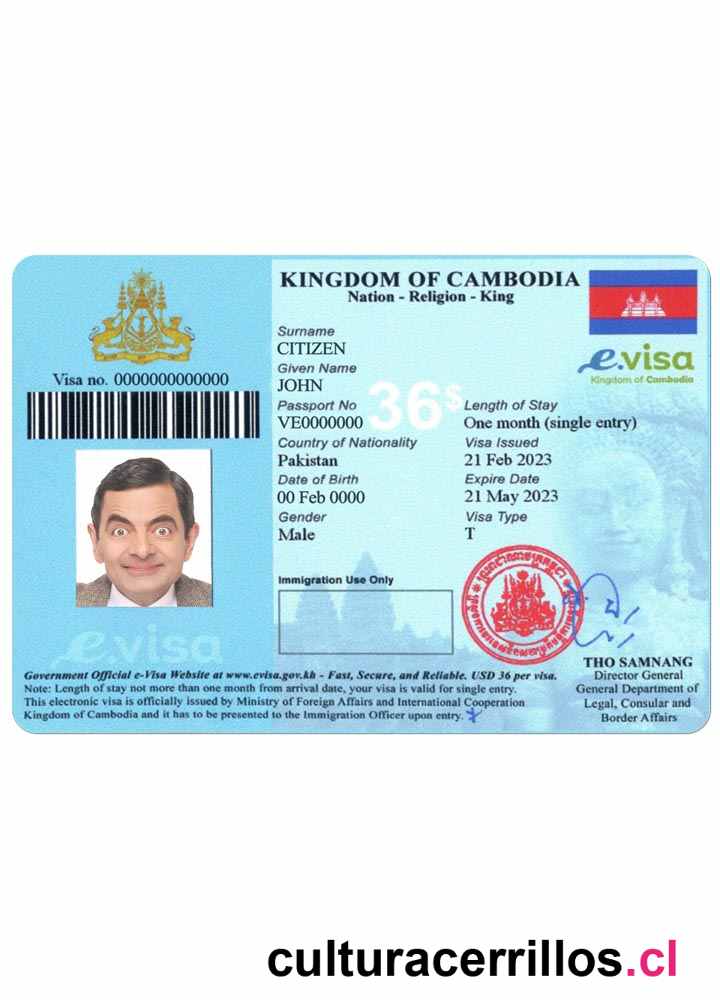 KINGDOM OF CAMBODIA
Nation - Religion - King
e.visa
Kingdom of Cambodia
Visa no. 0000000000000
Surname
CITIZEN
Given Name
JOHN
36$
Passport No
VE0000000
Length of Stay
One month (single entry)
Country of Nationality
Pakistan
Visa Issued
21 Feb 2023
Date of Birth
00 Feb 0000
Expire Date
21 May 2023
Gender
Male
Visa Type
T
Immigration Use Only
e.visa
THO SAMNANG
Director General
General Department of
Legal, Consular and
Border Affairs
Government Official e-Visa Website at www.evisa.gov.kh - Fast, Secure, and Reliable. USD 36 per visa.
Note: Length of stay not more than one month from arrival date, your visa is valid for single entry.
This electronic visa is officially issued by Ministry of Foreign Affairs and International Cooperation
Kingdom of Cambodia and it has to be presented to the Immigration Officer upon entry.
culturacerrillos.cl